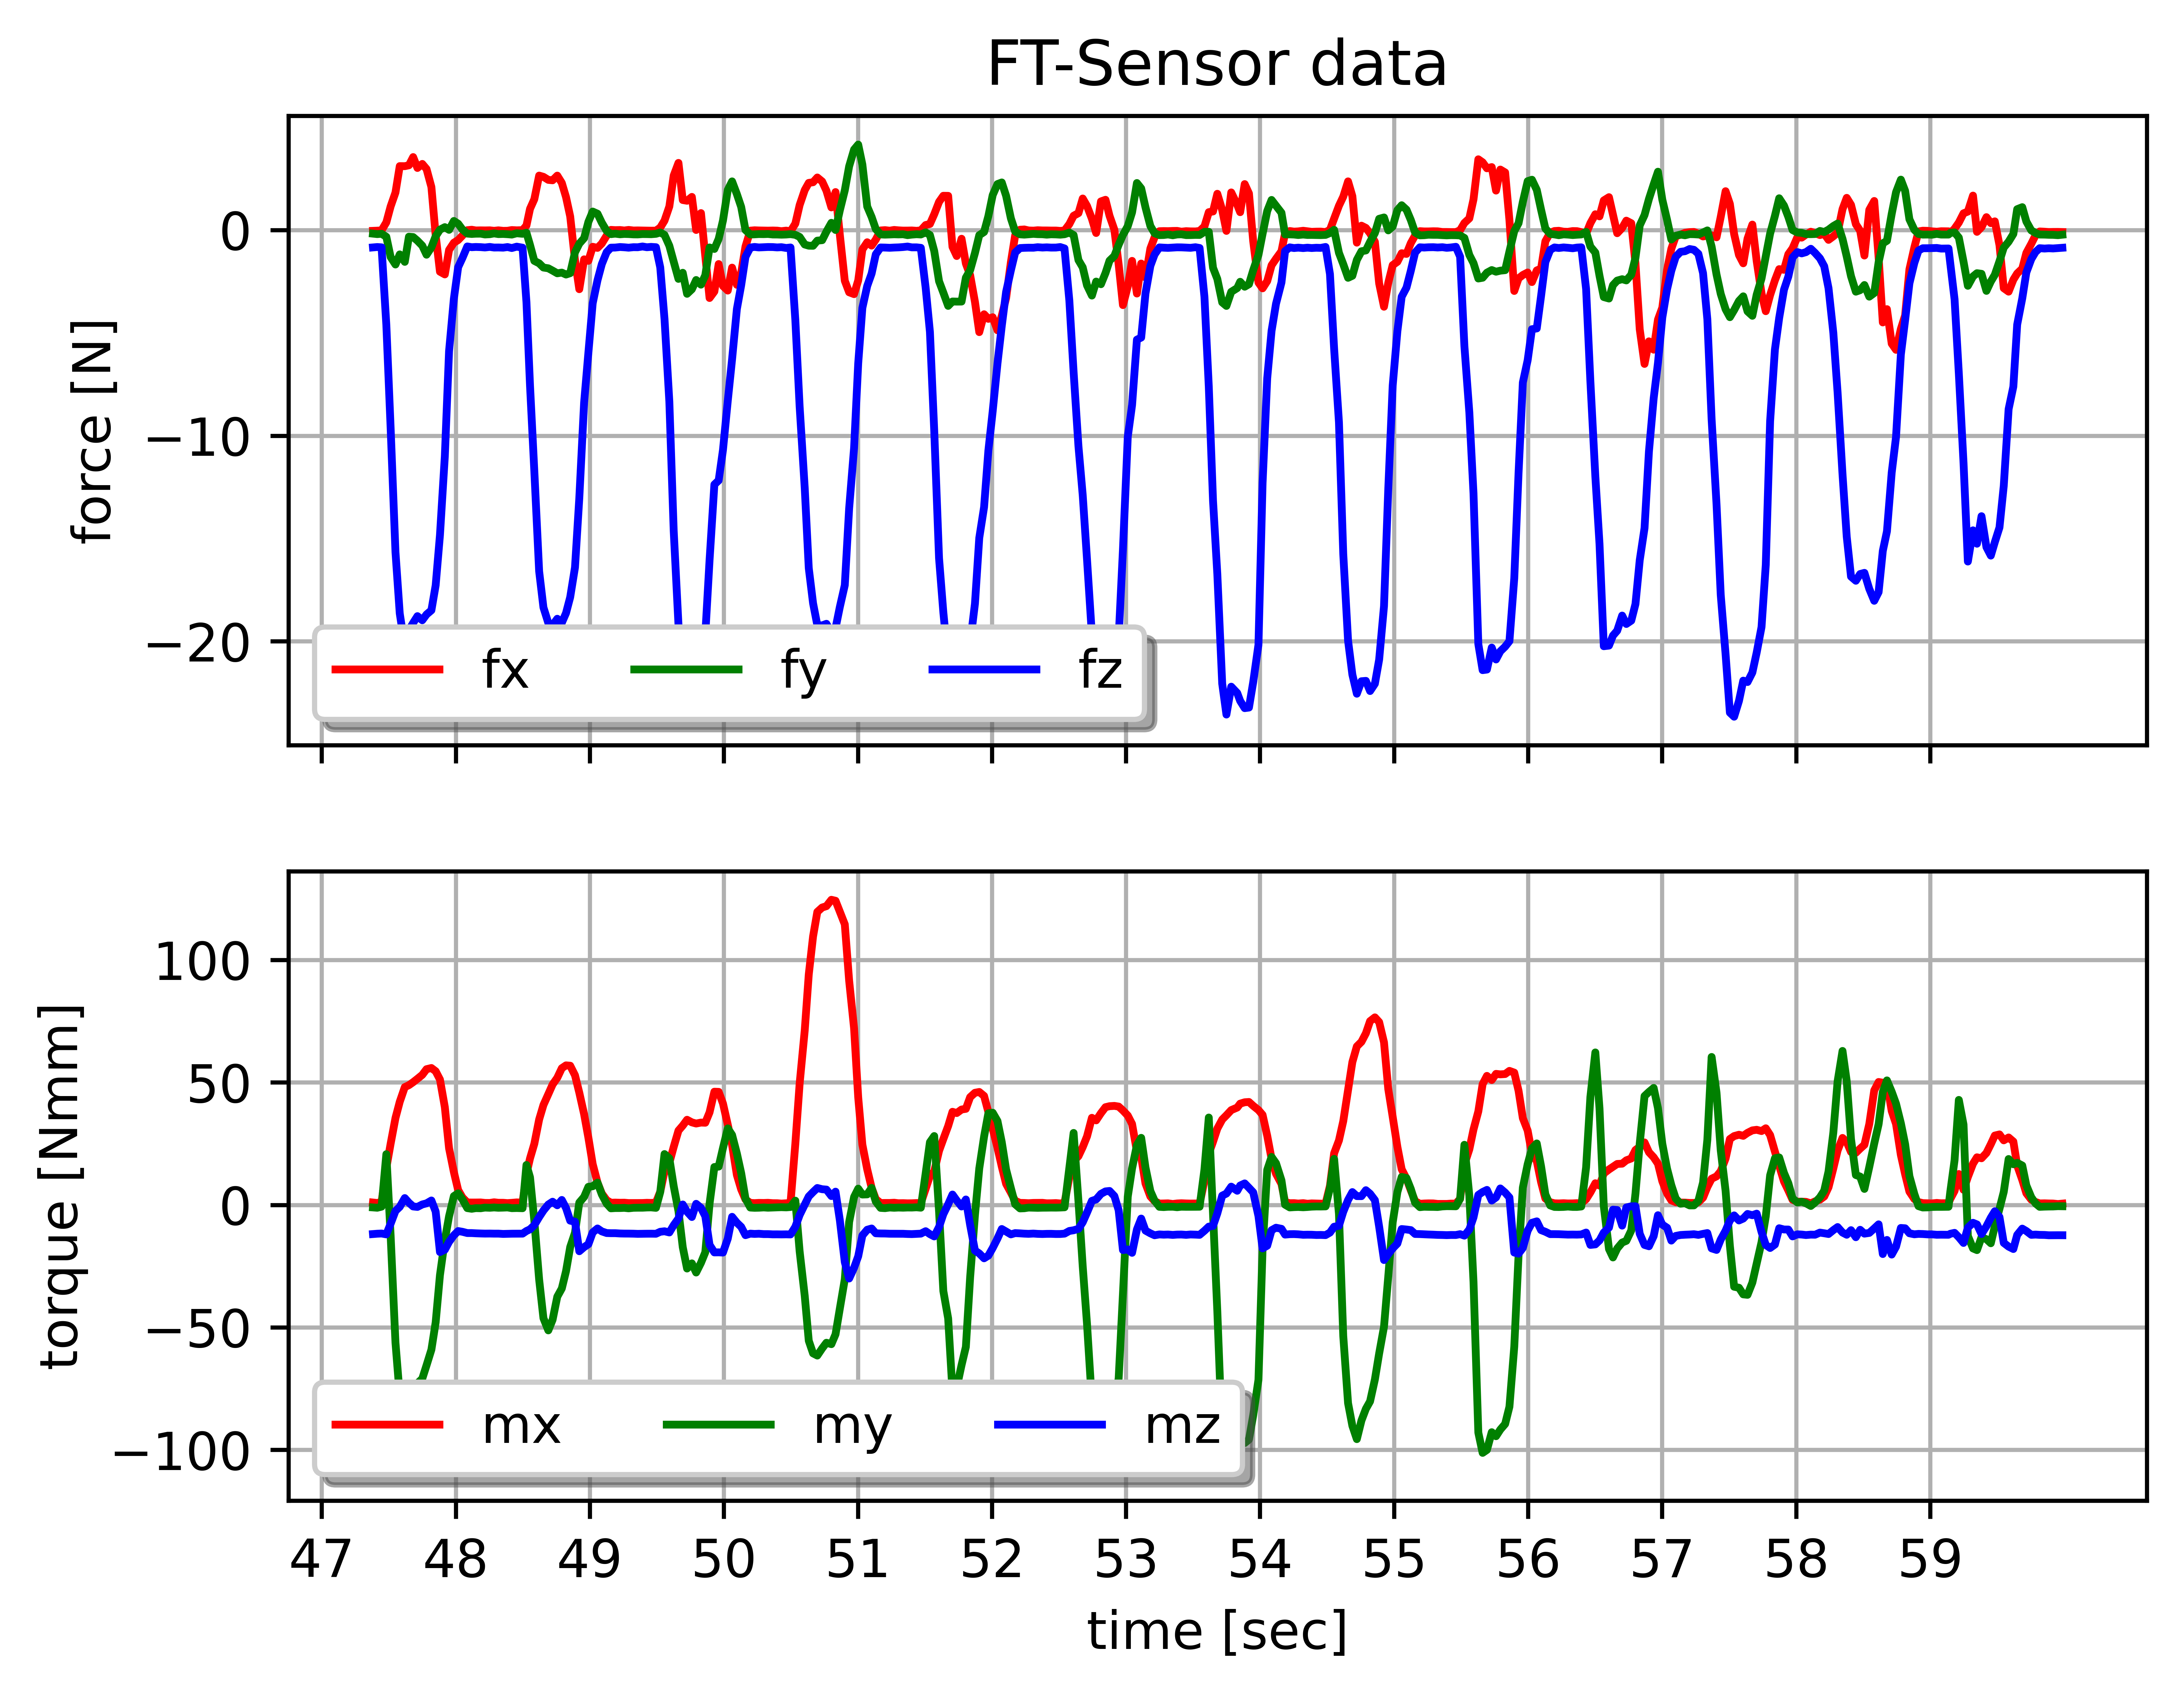 FT-Sensor data
force [N]
0
−10
−20
fx fy fz
torque [Nmm]
100
50
0
−50
−100
mx my mz
47 48 49 50 51 52 53 54 55 56 57 58 59
time [sec]